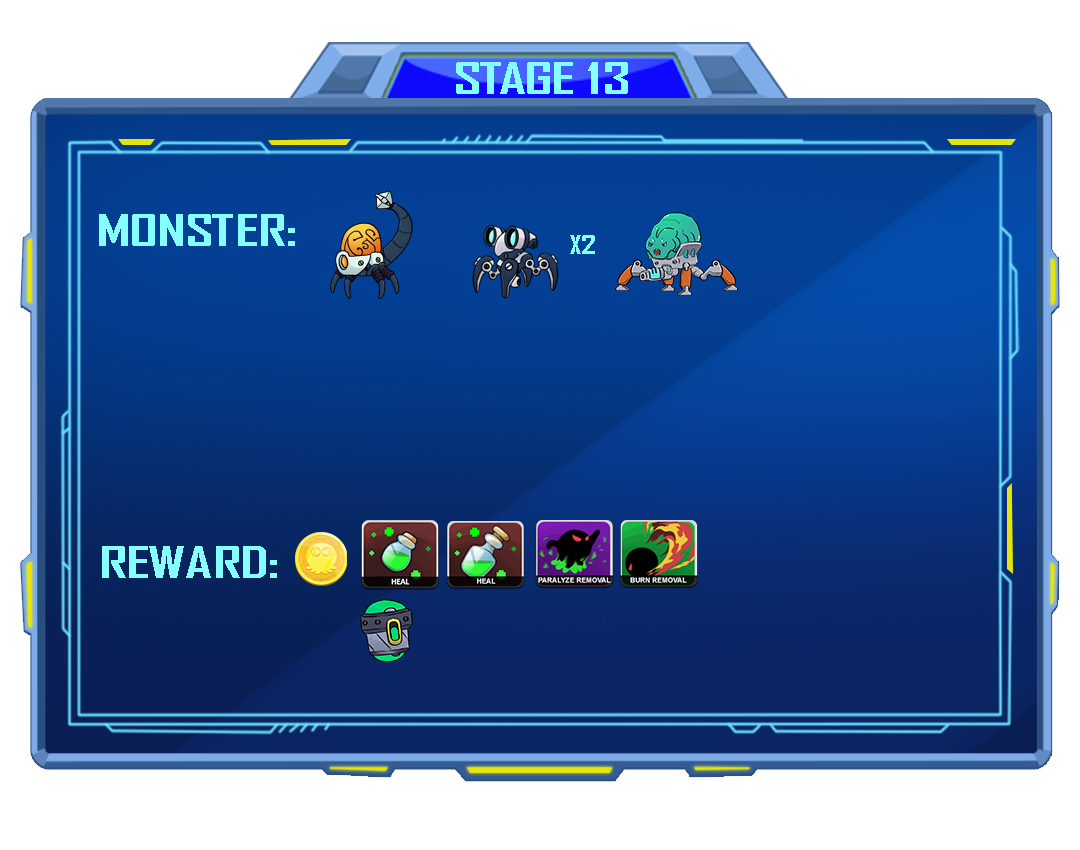 STAGE 13
MONSTER:
X2
REWARD:
HEAL
HEAL
PARALYZE REMOVAL
BURN REMOVAL